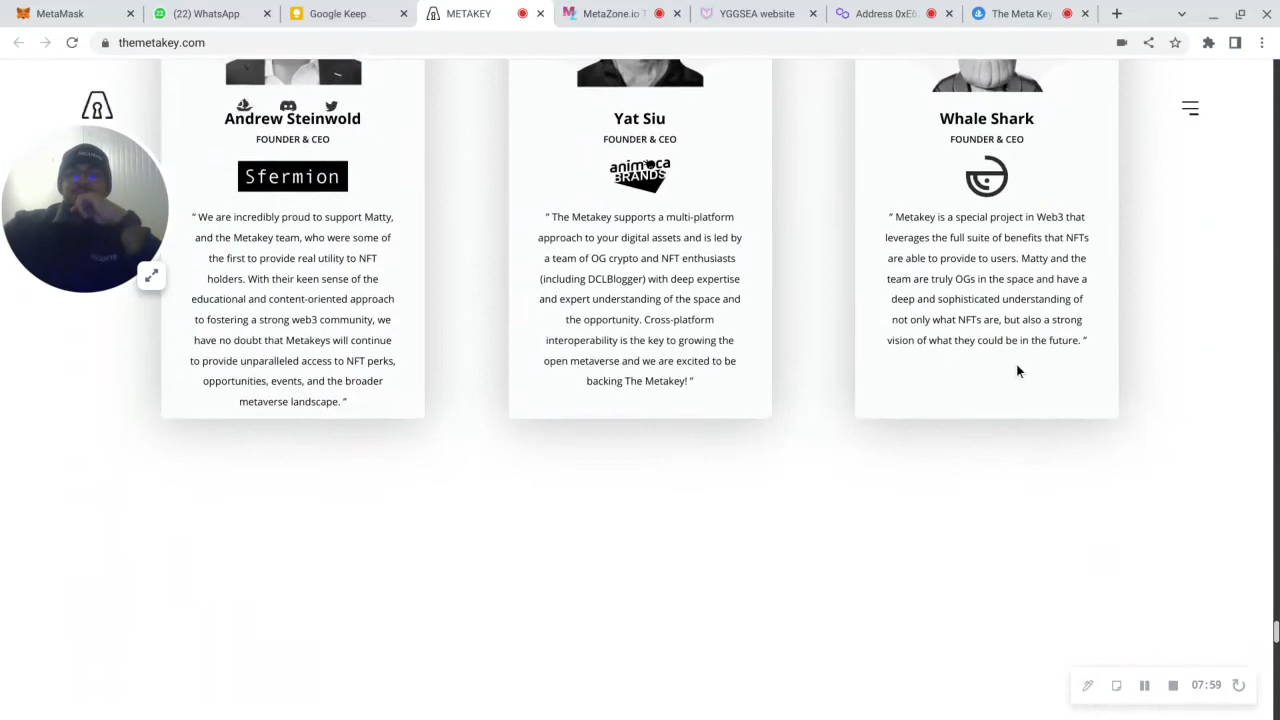 MetaMask
(22) WhatsApp
Google Keep
METAKEY
MetaZone.io T
YGGSEA website
Address 0xE6
The Meta Key
themetakey.com
Andrew Steinwold
FOUNDER & CEO
Sfermion
" We are incredibly proud to support Matty,
and the Metakey team, who were some of
the first to provide real utility to NFT
holders. With their keen sense of the
educational and content-oriented approach
to fostering a strong web3 community, we
have no doubt that Metakeys will continue
to provide unparalleled access to NFT perks,
opportunities, events, and the broader
metaverse landscape. "
Yat Siu
FOUNDER & CEO
animoca
BRANDS
" The Metakey supports a multi-platform
approach to your digital assets and is led by
a team of OG crypto and NFT enthusiasts
(including DCLBlogger) with deep expertise
and expert understanding of the space and
the opportunity. Cross-platform
interoperability is the key to growing the
open metaverse and we are excited to be
backing The Metakey! "
Whale Shark
FOUNDER & CEO
" Metakey is a special project in Web3 that
leverages the full suite of benefits that NFTs
are able to provide to users. Matty and the
team are truly OGs in the space and have a
deep and sophisticated understanding of
not only what NFTs are, but also a strong
vision of what they could be in the future. "
07:59